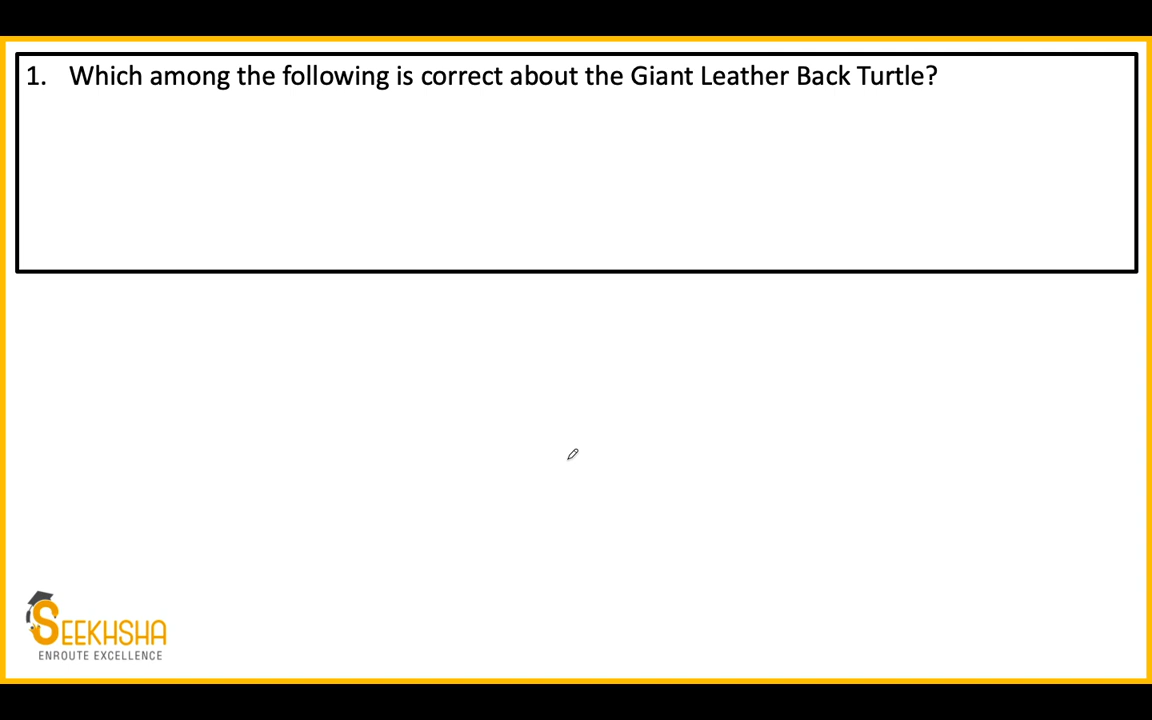 1. Which among the following is correct about the Giant Leather Back Turtle?
SEEKHSHA
ENROUTE EXCELLENCE